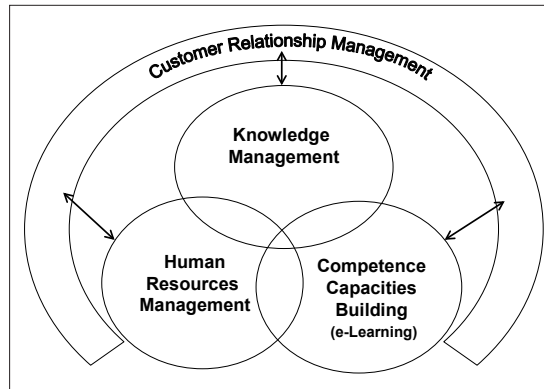 Customer Relationship Management
Knowledge
Management
Human
Resources
Management
Competence
Capacities
Building
(e-Learning)